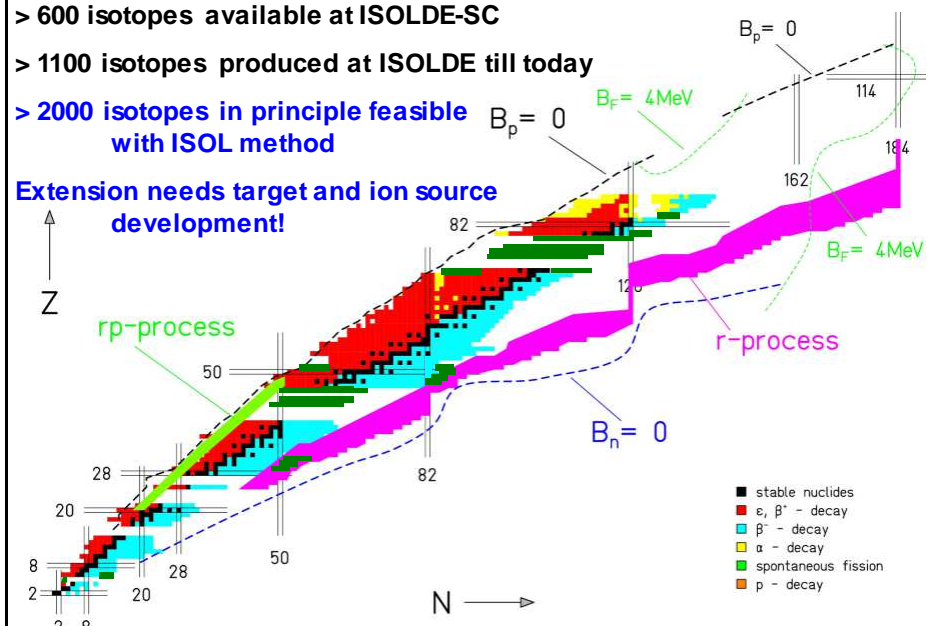 > 600 isotopes available at ISOLDE-SC
> 1100 isotopes produced at ISOLDE till today
> 2000 isotopes in principle feasible
with ISOL method
Extension needs target and ion source
development!
Bp= 0
BF= 4MeV
114
Bp= 0
184
162
82
BF= 4MeV
Z
126
rp-process
r-process
50
Bn= 0
28
82
20
50
8
28
2
20
N
2 8
stable nuclides
ε, β+ - decay
β- - decay
α - decay
spontaneous fission
p - decay